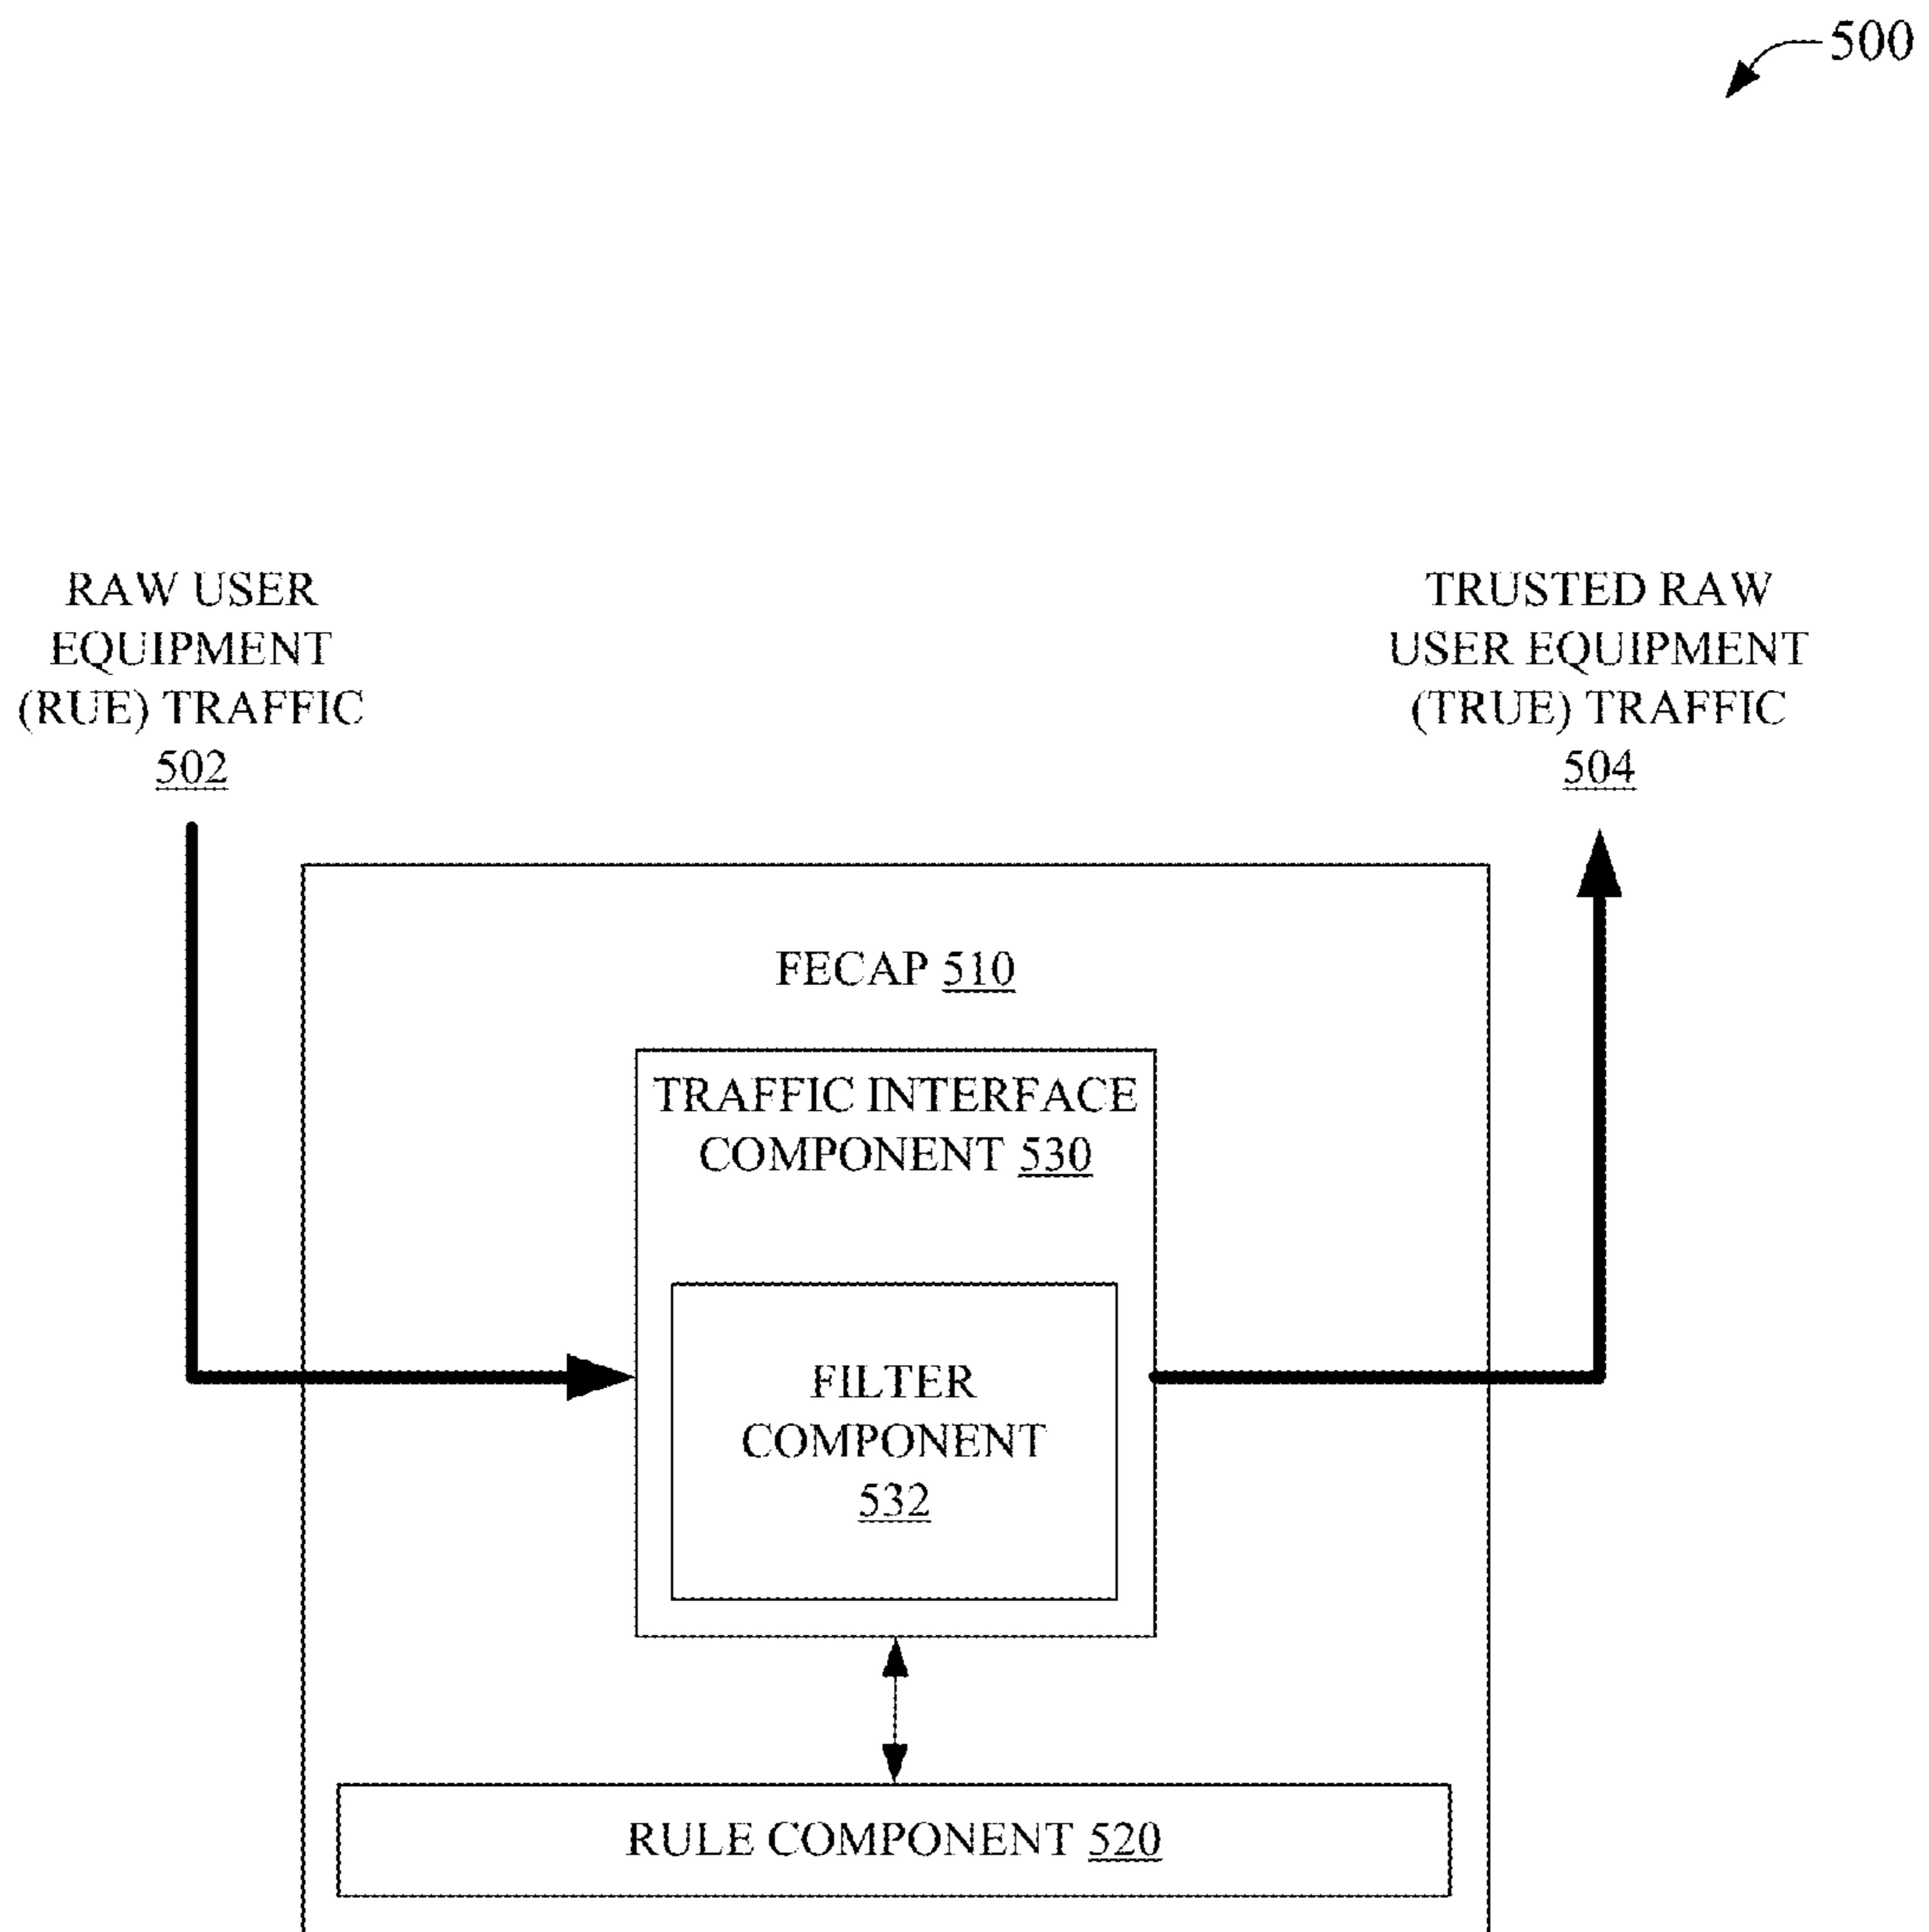 500
RAW USER
EQUIPMENT
(RUE) TRAFFIC
502
TRUSTED RAW
USER EQUIPMENT
(TRUE) TRAFFIC
504
FECAP 510
TRAFFIC INTERFACE
COMPONENT 530
FILTER
COMPONENT
532
RULE COMPONENT 520